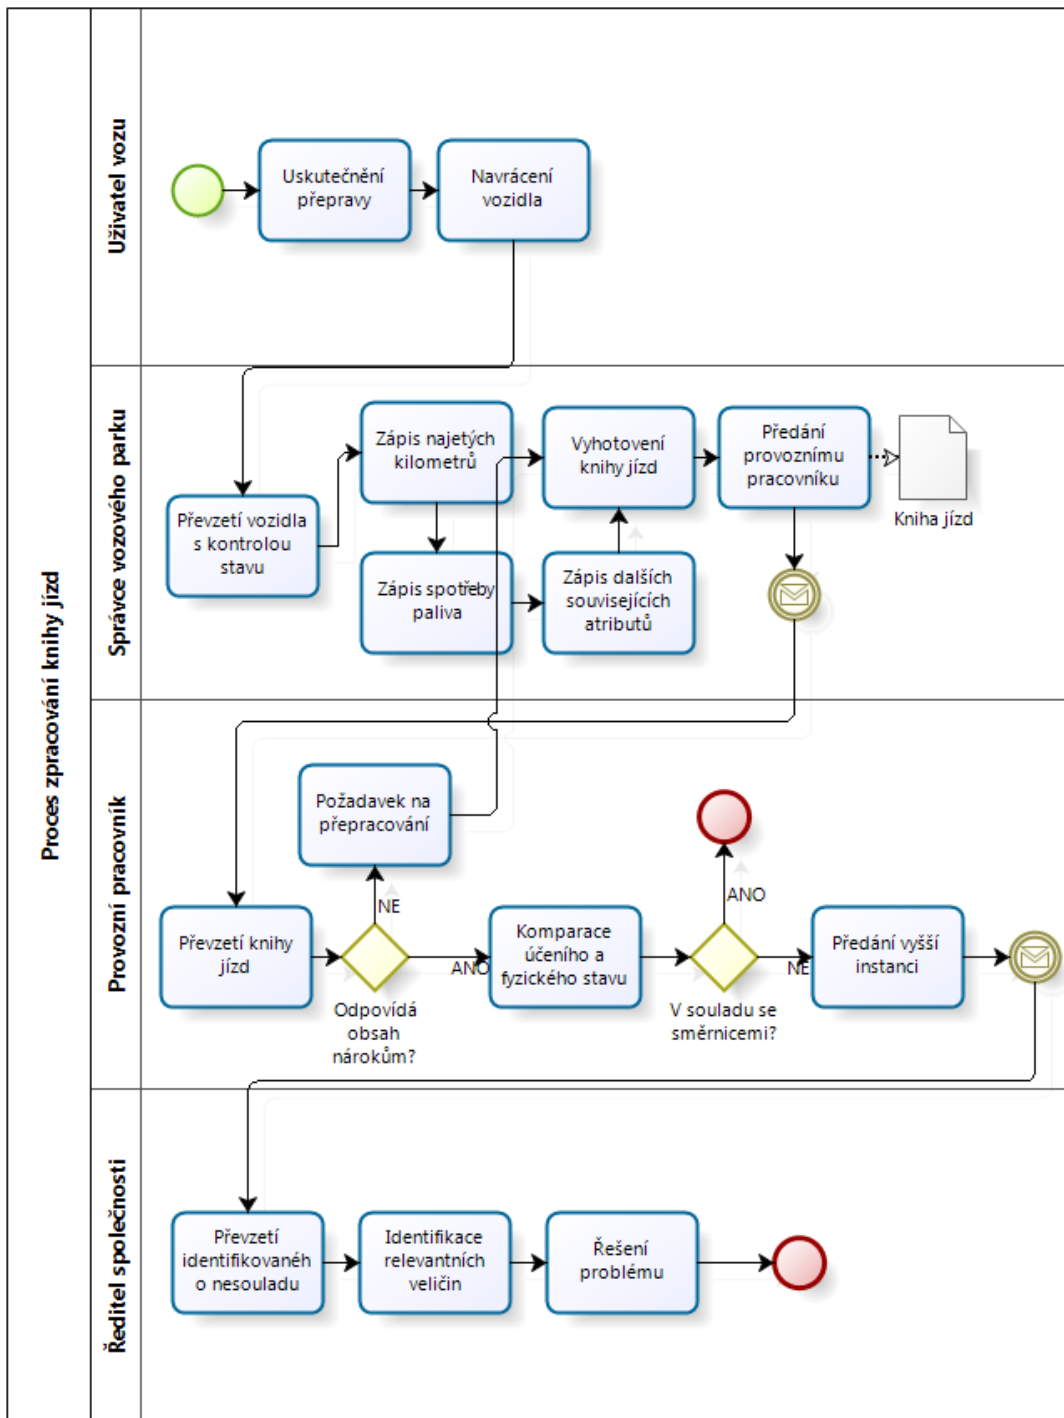 Proces zpracování knihy jízd
Uživatel vozu
Uskutečnění
přepravy
Navrácení
vozidla
Správce vozového parku
Převzetí vozidla
s kontrolou
stavu
Zápis najetých
kilometrů
Zápis spotřeby
paliva
Vyhotovení
knihy jízd
Zápis dalších
souvisejících
atributů
Předání
provoznímu
pracovníku
Kniha jízd
Provozní pracovník
Převzetí knihy
jízd
Požadavek na
přepracování
NE
ANO
Odpovídá
obsah
nárokům?
Komparace
účeního a
fyzického stavu
ANO
NE
V souladu se
směrnicemi?
Předání vyšší
instanci
Ředitel společnosti
Převzetí
identifikovanéh
o nesouladu
Identifikace
relevantních
veličin
Řešení
problému